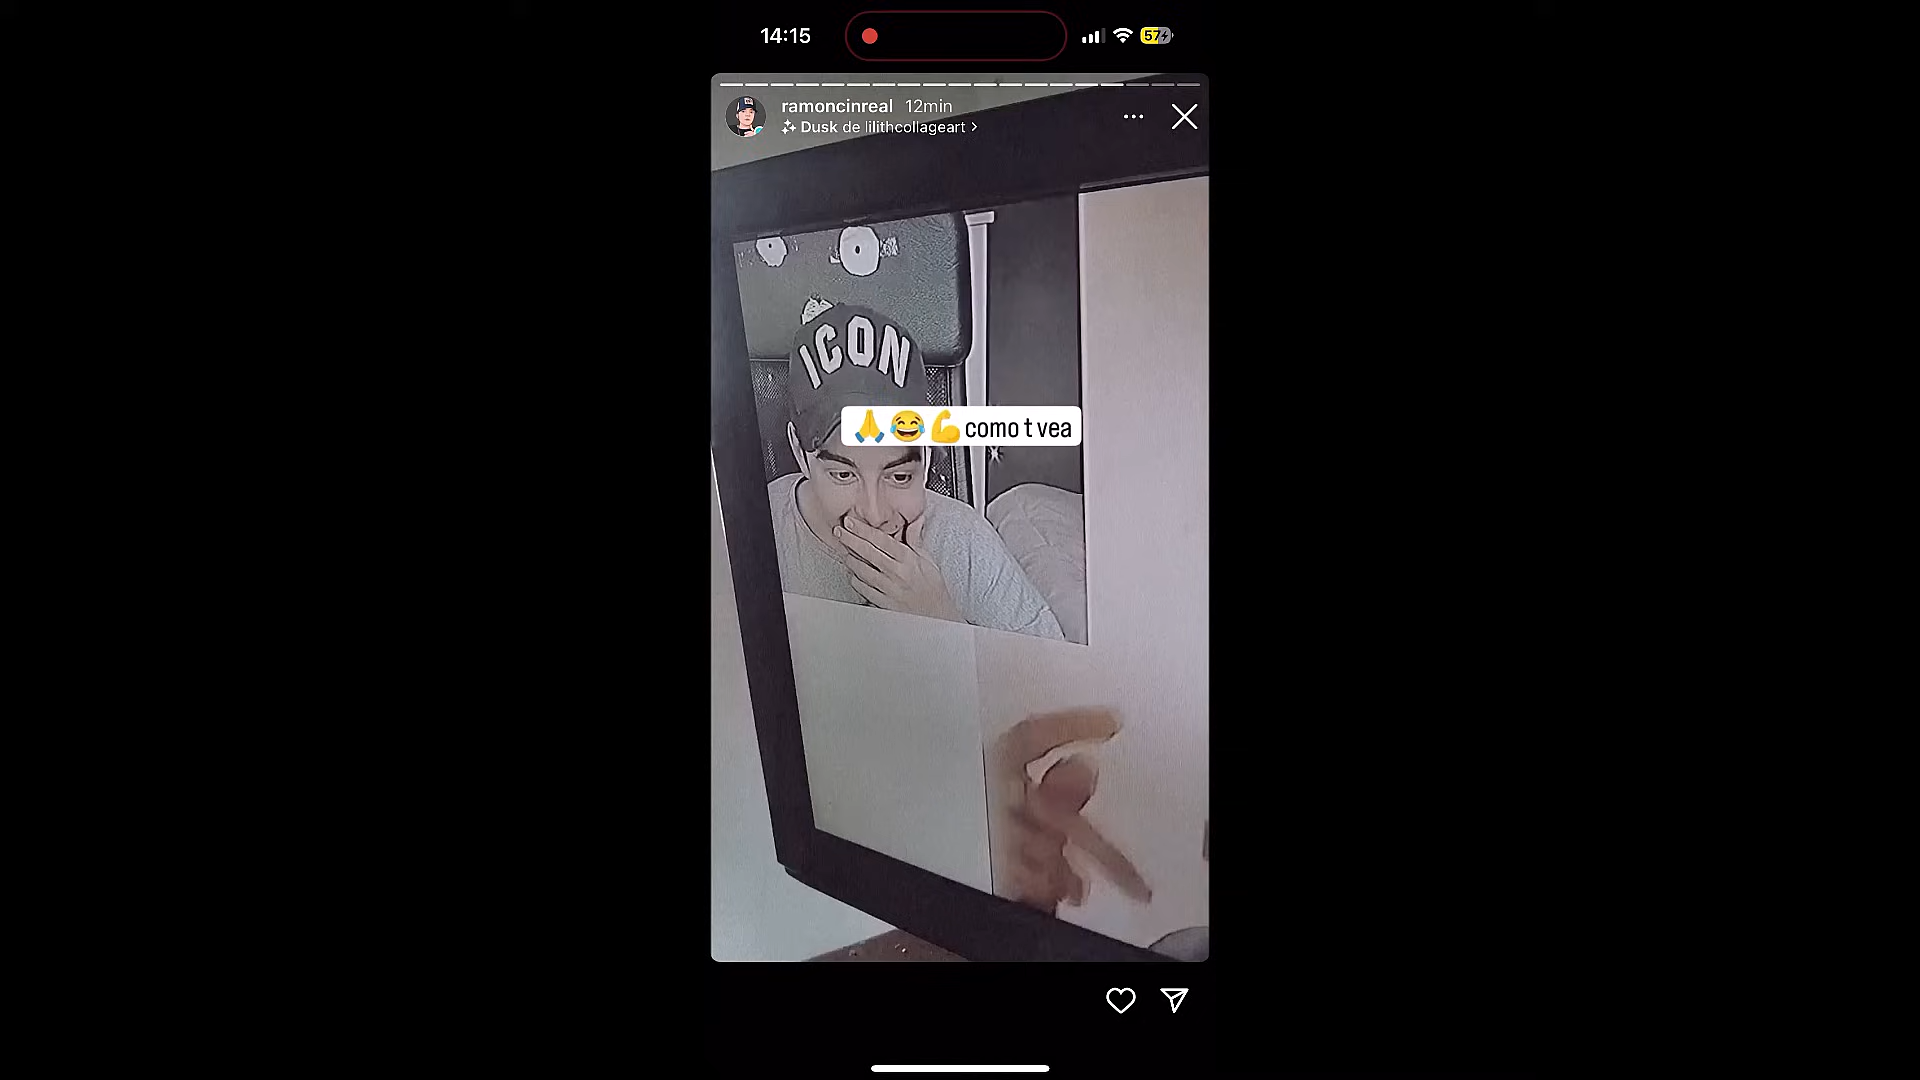 14:15
57
ramoncinreal 12min
Dusk de lilithcollageart >
ICON
🙏😂💪como t vea